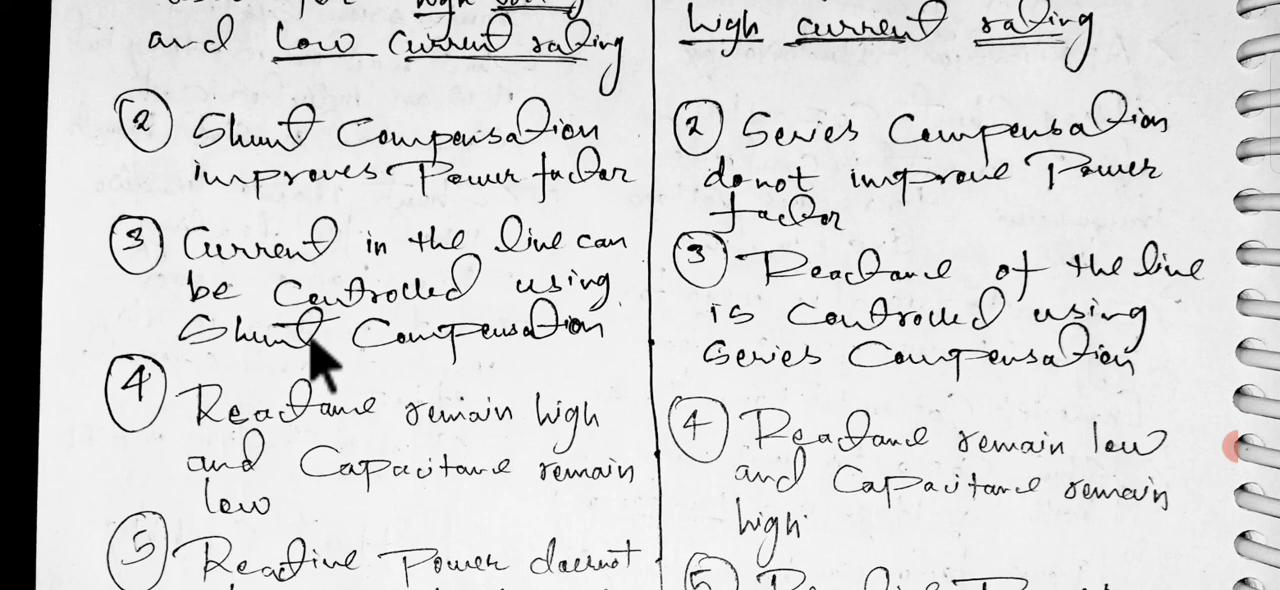 and low current rating
② Shunt Compensation
improves Power factor
③ Current in the line can
be Controlled using
Shunt Compensation
④ Reactance remain high
and Capacitance remain
low
⑤ Reactive Power doesnot
high current rating
② Series Compensation
do not improve Power
factor
③ Reactance of the line
is controlled using
Series Compensation
④ Reactance remain low
and Capacitance remain
high.
⑤